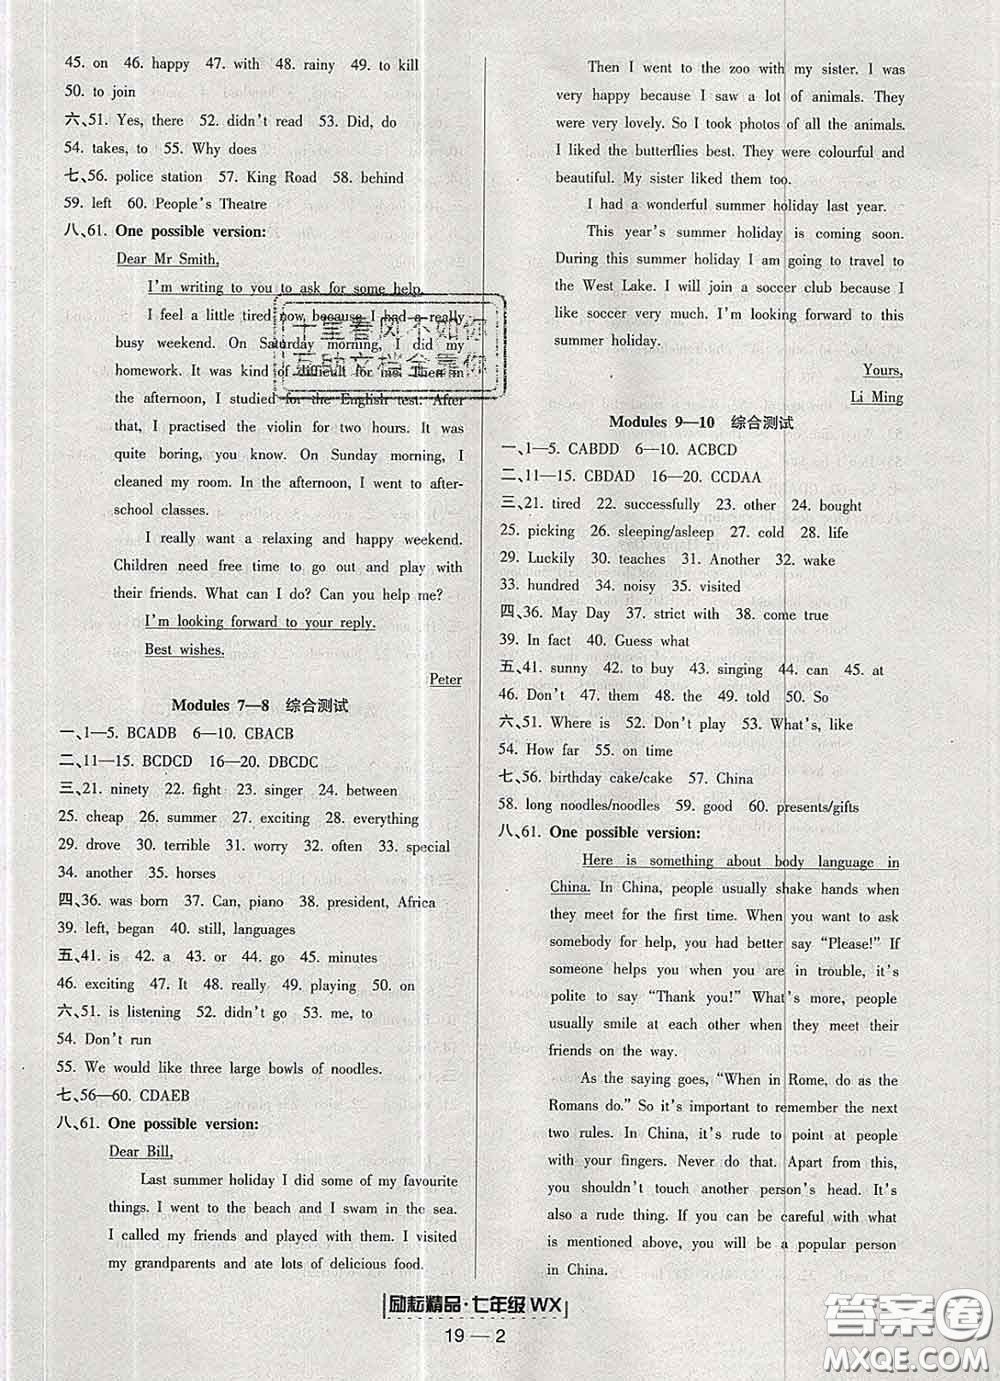 45. on 46. happy 47. with 48. rainy 49. to kill
50. to join
六、51. Yes, there 52. didn't read 53. Did, do
54. takes, to 55. Why does
七、56. police station 57. King Road 58. behind
59. left 60. People's Theatre
八、61. One possible version:
Dear Mr Smith,
I'm writing to you to ask for some help.
I feel a little tired now, because I had a really
busy weekend. On Saturday morning, I did my
homework. It was kind of difficult for me. Then in
the afternoon, I studied for the English test. After
that, I practised the violin for two hours. It was
quite boring, you know. On Sunday morning, I
cleaned my room. In the afternoon, I went to after-
school classes.
I really want a relaxing and happy weekend.
Children need free time to go out and play with
their friends. What can I do? Can you help me?
I'm looking forward to your reply.
Best wishes.
Peter
Modules 7—8 综合测试
一、1—5. BCADB 6—10. CBACB
二、11—15. BCDCD 16—20. DBCDC
三、21. ninety 22. fight 23. singer 24. between
25. cheap 26. summer 27. exciting 28. everything
29. drove 30. terrible 31. worry 32. often 33. special
34. another 35. horses
四、36. was born 37. Can, piano 38. president, Africa
39. left, began 40. still, languages
五、41. is 42. a 43. or 44. go 45. minutes
46. exciting 47. It 48. really 49. playing 50. on
六、51. is listening 52. didn't go 53. me, to
54. Don't run
55. We would like three large bowls of noodles.
七、56—60. CDAEB
八、61. One possible version:
Dear Bill,
Last summer holiday I did some of my favourite
things. I went to the beach and I swam in the sea.
I called my friends and played with them. I visited
my grandparents and ate lots of delicious food.
Then I went to the zoo with my sister. I was
very happy because I saw a lot of animals. They
were very lovely. So I took photos of all the animals.
I liked the butterflies best. They were colourful and
beautiful. My sister liked them too.
I had a wonderful summer holiday last year.
This year's summer holiday is coming soon.
During this summer holiday I am going to travel to
the West Lake. I will join a soccer club because I
like soccer very much. I'm looking forward to this
summer holiday.
Yours,
Li Ming
Modules 9—10 综合测试
一、1—5. CABDD 6—10. ACBCD
二、11—15. CBDAD 16—20. CCDAA
三、21. tired 22. successfully 23. other 24. bought
25. picking 26. sleeping/asleep 27. cold 28. life
29. Luckily 30. teaches 31. Another 32. wake
33. hundred 34. noisy 35. visited
四、36. May Day 37. strict with 38. come true
39. In fact 40. Guess what
五、41. sunny 42. to buy 43. singing 44. can 45. at
46. Don't 47. them 48. the 49. told 50. So
六、51. Where is 52. Don't play 53. What's, like
54. How far 55. on time
七、56. birthday cake/cake 57. China
58. long noodles/noodles 59. good 60. presents/gifts
八、61. One possible version:
Here is something about body language in
China. In China, people usually shake hands when
they meet for the first time. When you want to ask
somebody for help, you had better say "Please!" If
someone helps you when you are in trouble, it's
polite to say "Thank you!" What's more, people
usually smile at each other when they meet their
friends on the way.
As the saying goes, "When in Rome, do as the
Romans do." So it's important to remember the next
two rules. In China, it's rude to point at people
with your fingers. Never do that. Apart from this,
you shouldn't touch another person's head. It's
also a rude thing. If you can be careful with what
is mentioned above, you will be a popular person
in China.
十里春风不如你
互助文档全靠你
励耘精品·七年级 WX
19 — 2
答案圈
MXQE.COM